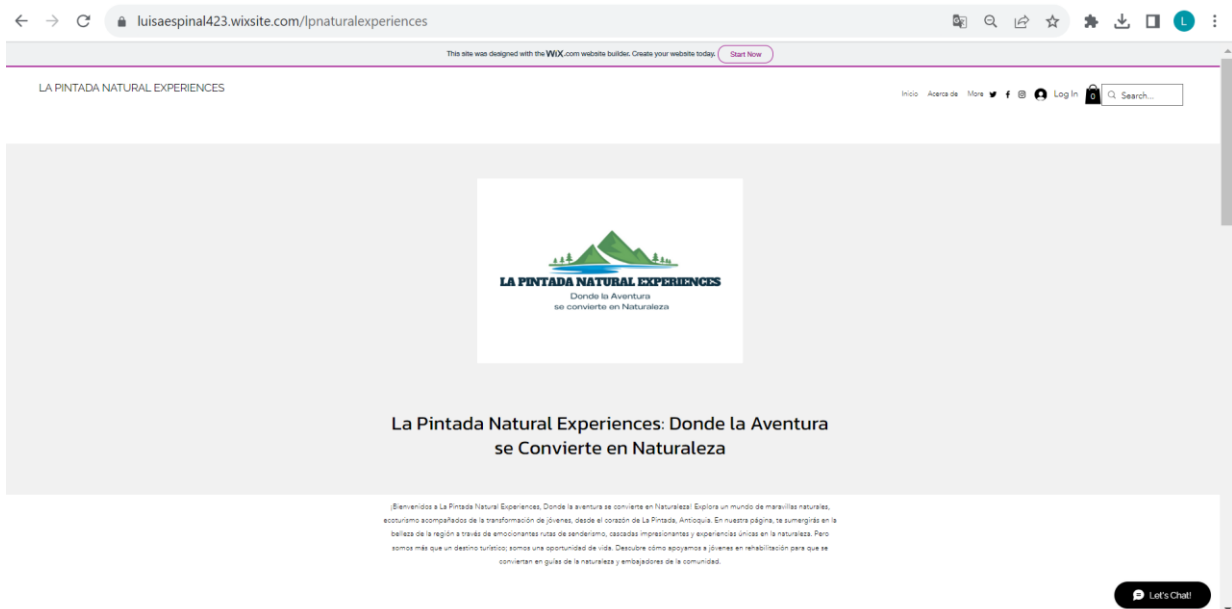 luisaespinal423.wixsite.com/lpnaturalexperiences
L
This site was designed with the WiX.com website builder. Create your website today. Start Now
LA PINTADA NATURAL EXPERIENCES
Inicio Acerca de More Log In 0 Search...
LA PINTADA NATURAL EXPERIENCES
Donde la Aventura
se convierte en Naturaleza
La Pintada Natural Experiences: Donde la Aventura
se Convierte en Naturaleza
¡Bienvenidos a La Pintada Natural Experiences, Donde la aventura se convierte en Naturaleza! Explora un mundo de maravillas naturales,
ecoturismo acompañados de la transformación de jóvenes, desde el corazón de La Pintada, Antioquia. En nuestra página, te sumergirás en la
belleza de la región a través de emocionantes rutas de senderismo, cascadas impresionantes y experiencias únicas en la naturaleza. Pero
somos más que un destino turístico; somos una oportunidad de vida. Descubre cómo apoyamos a jóvenes en rehabilitación para que se
conviertan en guías de la naturaleza y embajadores de la comunidad.
Let's Chat!